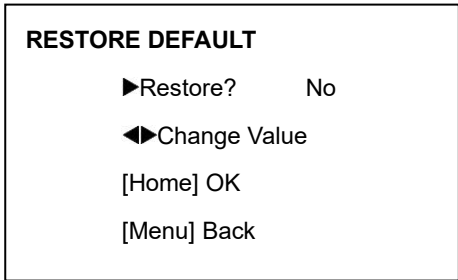 RESTORE DEFAULT
▶Restore? No
◀▶Change Value
[Home] OK
[Menu] Back